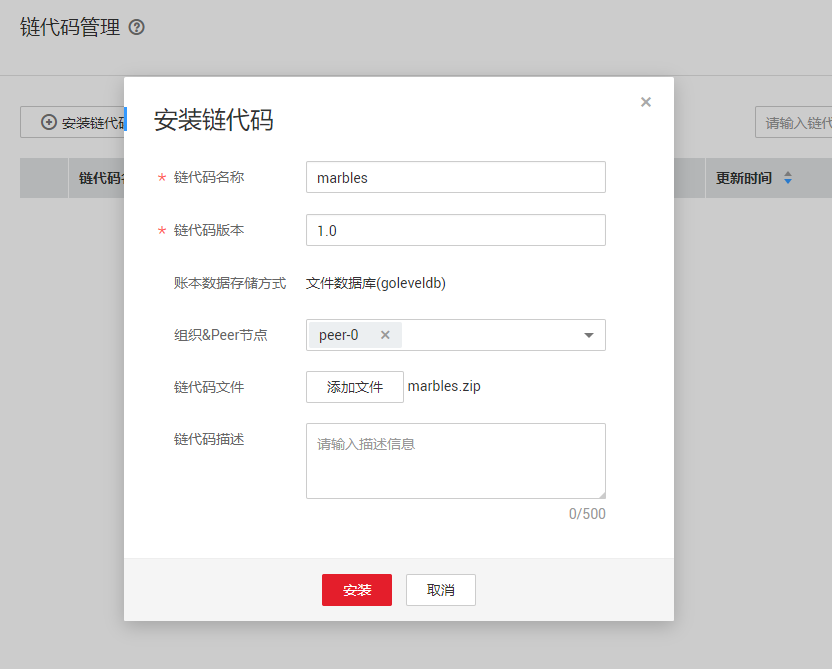 链代码管理
安装链代
请输入链代
链代码
更新时间
安装链代码
* 链代码名称 marbles
* 链代码版本 1.0
账本数据存储方式 文件数据库(goleveldb)
组织&Peer节点 peer-0
链代码文件 添加文件 marbles.zip
链代码描述 请输入描述信息
0/500
安装 取消